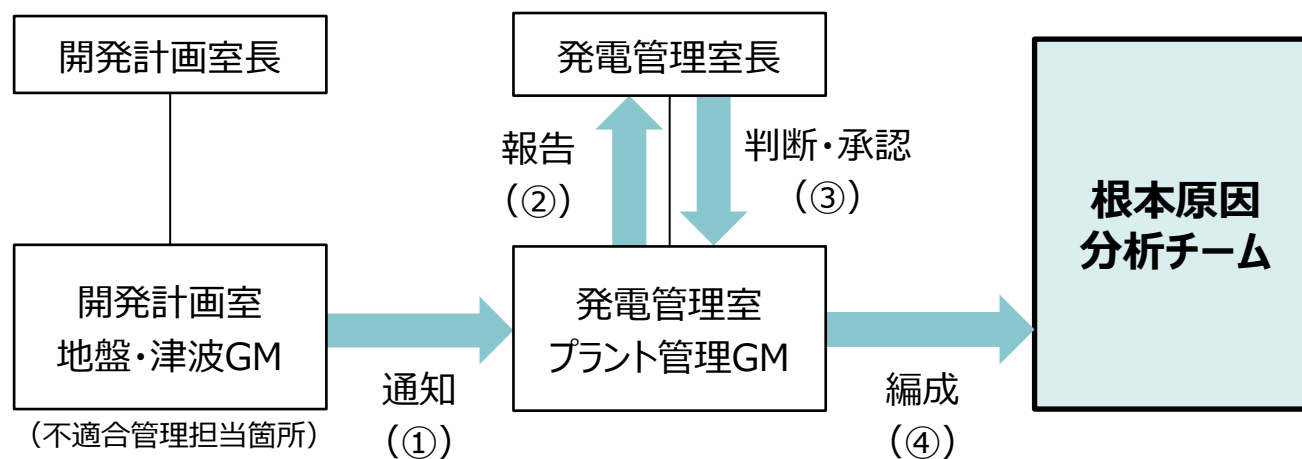 開発計画室長
発電管理室長
報告
（②）
判断・承認
（③）
根本原因
分析チーム
開発計画室
地盤・津波GM
（不適合管理担当箇所）
通知
（①）
発電管理室
プラント管理GM
編成
（④）